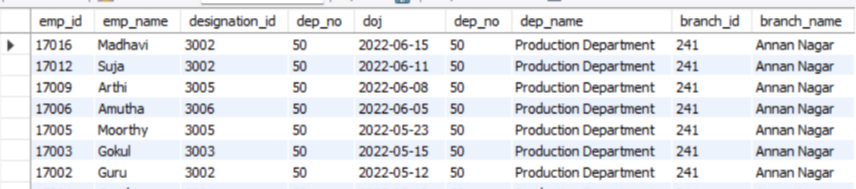 emp_id emp_name designation_id dep_no doj dep_no dep_name branch_id branch_name
17016 Madhavi 3002 50 2022-06-15 50 Production Department 241 Annan Nagar
17012 Suja 3002 50 2022-06-11 50 Production Department 241 Annan Nagar
17009 Arthi 3005 50 2022-06-08 50 Production Department 241 Annan Nagar
17006 Amutha 3006 50 2022-06-05 50 Production Department 241 Annan Nagar
17005 Moorthy 3005 50 2022-05-23 50 Production Department 241 Annan Nagar
17003 Gokul 3003 50 2022-05-15 50 Production Department 241 Annan Nagar
17002 Guru 3002 50 2022-05-12 50 Production Department 241 Annan Nagar